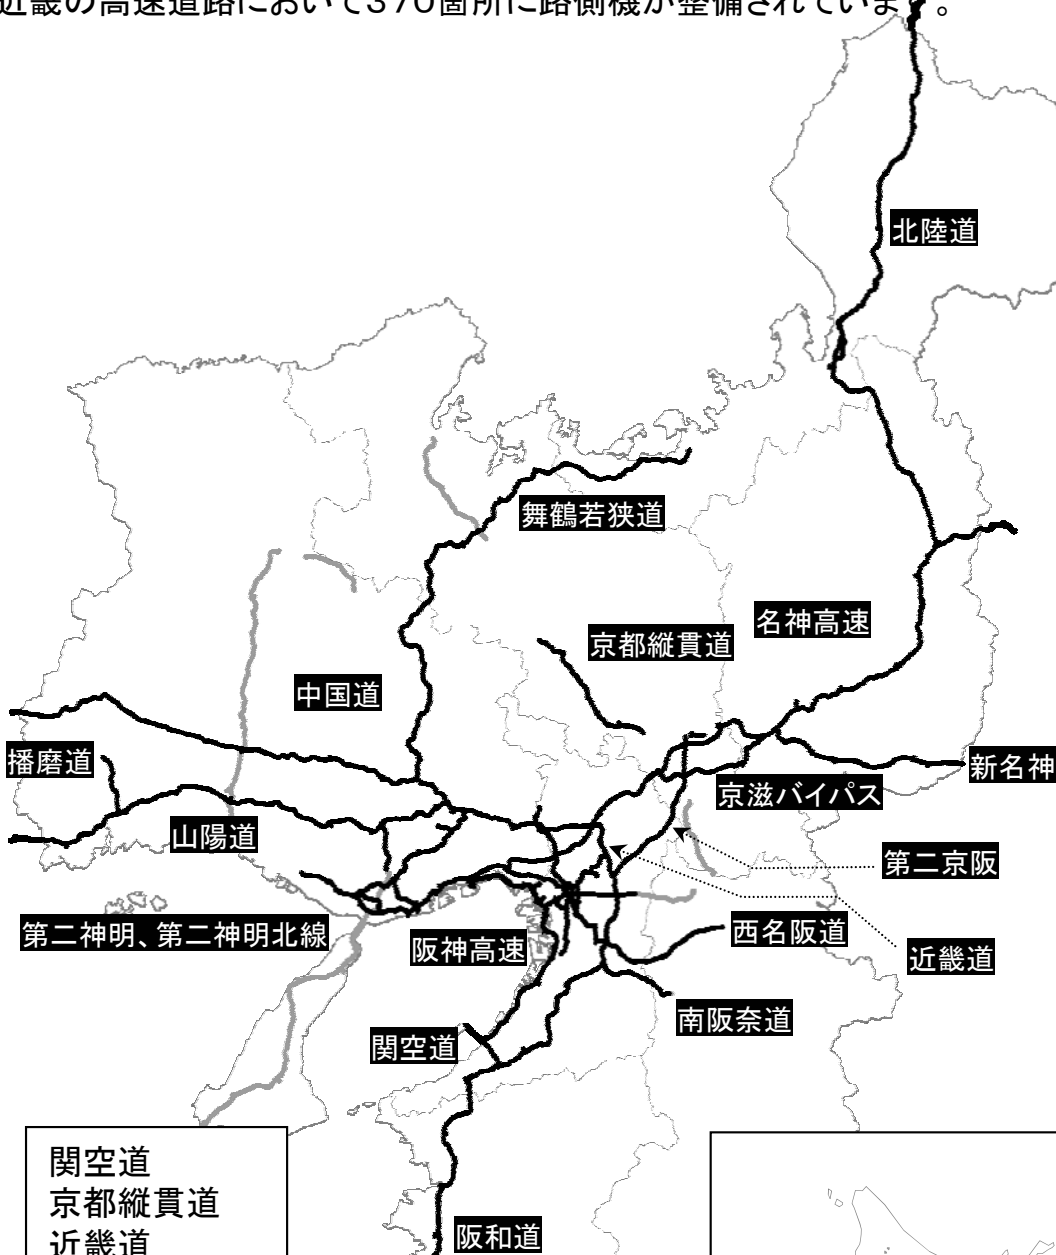 近畿の高速道路において370箇所に路側機が整備されています。
北陸道
舞鶴若狭道
名神高速
京都縦貫道
中国道
播磨道
新名神
京滋バイパス
山陽道
第二京阪
第二神明、第二神明北線
阪神高速
西名阪道
近畿道
南阪奈道
関空道
関空道
京都縦貫道
近畿道
阪和道